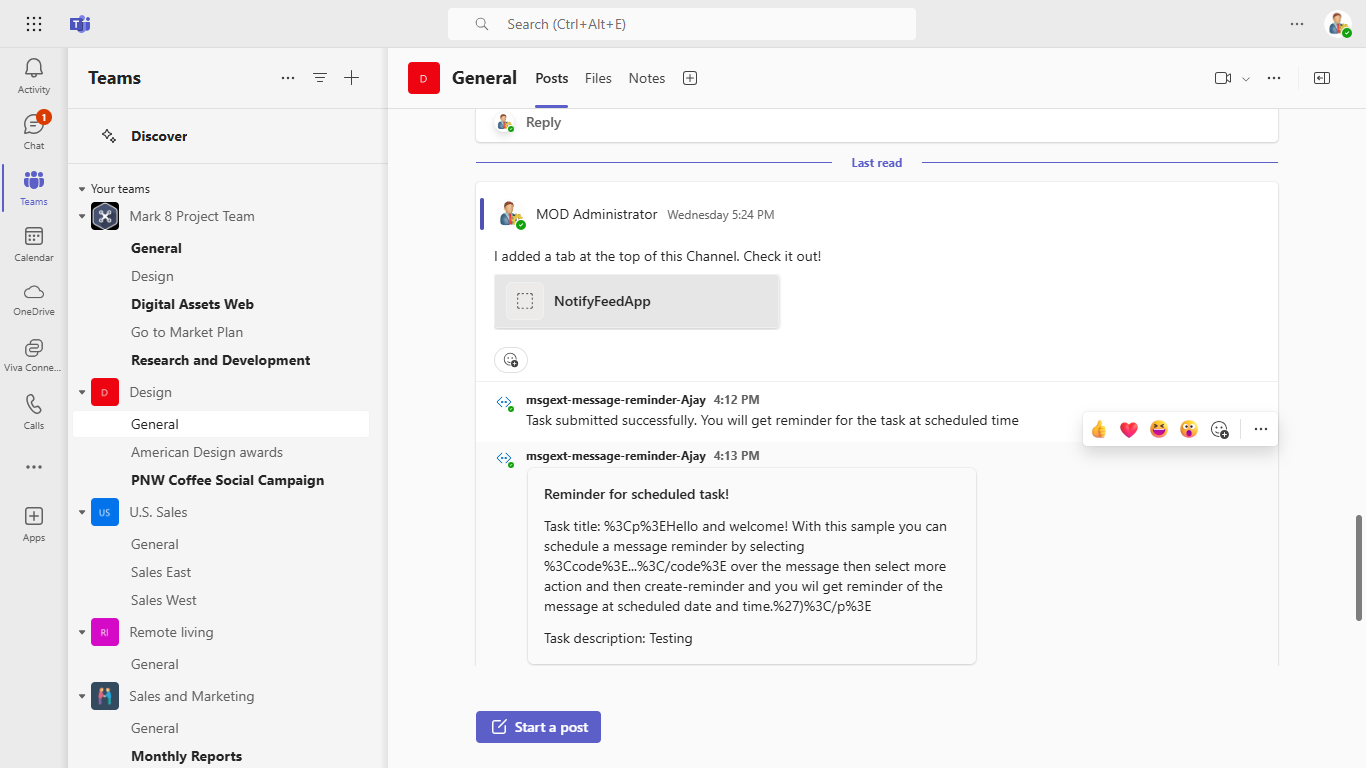 Search (Ctrl+Alt+E)
Activity
1
Chat
Teams
Calendar
OneDrive
Viva Conne...
Calls
Apps
Teams
Discover
Your teams
Mark 8 Project Team
General
Design
Digital Assets Web
Go to Market Plan
Research and Development
D
Design
General
American Design awards
PNW Coffee Social Campaign
US
U.S. Sales
General
Sales East
Sales West
Rl
Remote living
General
Sales and Marketing
General
Monthly Reports
D
General
Posts
Files
Notes
Reply
Last read
MOD Administrator Wednesday 5:24 PM
I added a tab at the top of this Channel. Check it out!
NotifyFeedApp
msgext-message-reminder-Ajay 4:12 PM
Task submitted successfully. You will get reminder for the task at scheduled time
msgext-message-reminder-Ajay 4:13 PM
Reminder for scheduled task!
Task title: %3Cp%3EHello and welcome! With this sample you can
schedule a message reminder by selecting
%3Ccode%3E...%3C/code%3E over the message then select more
action and then create-reminder and you wil get reminder of the
message at scheduled date and time.%27)%3C/p%3E
Task description: Testing
Start a post